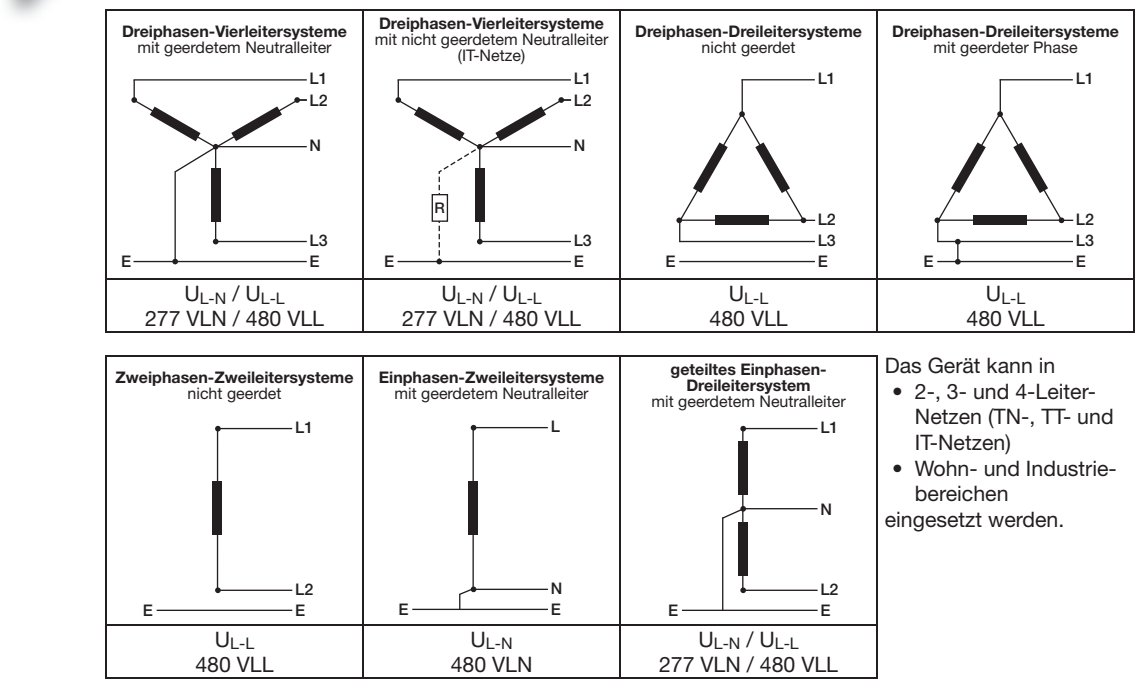 Dreiphasen-Vierleitersysteme
mit geerdetem Neutralleiter
L1
L2
N
L3
E
E
UL-N / UL-L
277 VLN / 480 VLL
Dreiphasen-Vierleitersysteme
mit nicht geerdetem Neutralleiter
(IT-Netze)
L1
L2
N
R
L3
E
E
UL-N / UL-L
277 VLN / 480 VLL
Dreiphasen-Dreileitersysteme
nicht geerdet
L1
L2
L3
E
E
UL-L
480 VLL
Dreiphasen-Dreileitersysteme
mit geerdeter Phase
L1
L2
L3
E
E
UL-L
480 VLL
Zweiphasen-Zweileitersysteme
nicht geerdet
L1
L2
E
E
UL-L
480 VLL
Einphasen-Zweileitersysteme
mit geerdetem Neutralleiter
L
N
E
E
UL-N
480 VLN
geteiltes Einphasen-
Dreileitersystem
mit geerdetem Neutralleiter
L1
N
L2
E
E
UL-N / UL-L
277 VLN / 480 VLL
Das Gerät kann in
• 2-, 3- und 4-Leiter-
Netzen (TN-, TT- und
IT-Netzen)
• Wohn- und Industrie-
bereichen
eingesetzt werden.